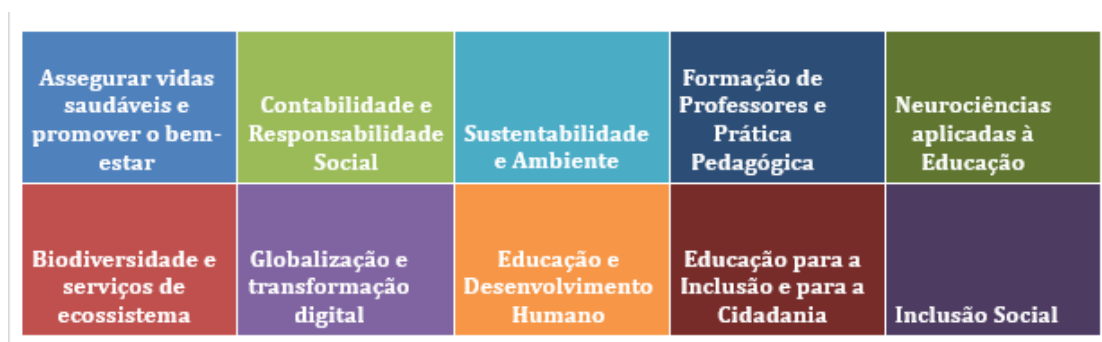 Assegurar vidas
saudáveis e
promover o bem-
estar
Contabilidade e
Responsabilidade
Social
Sustentabilidade
e Ambiente
Formação de
Professores e
Prática
Pedagógica
Neurociências
aplicadas à
Educação
Biodiversidade e
serviços de
ecossistema
Globalização e
transformação
digital
Educação e
Desenvolvimento
Humano
Educação para a
Inclusão e para a
Cidadania
Inclusão Social